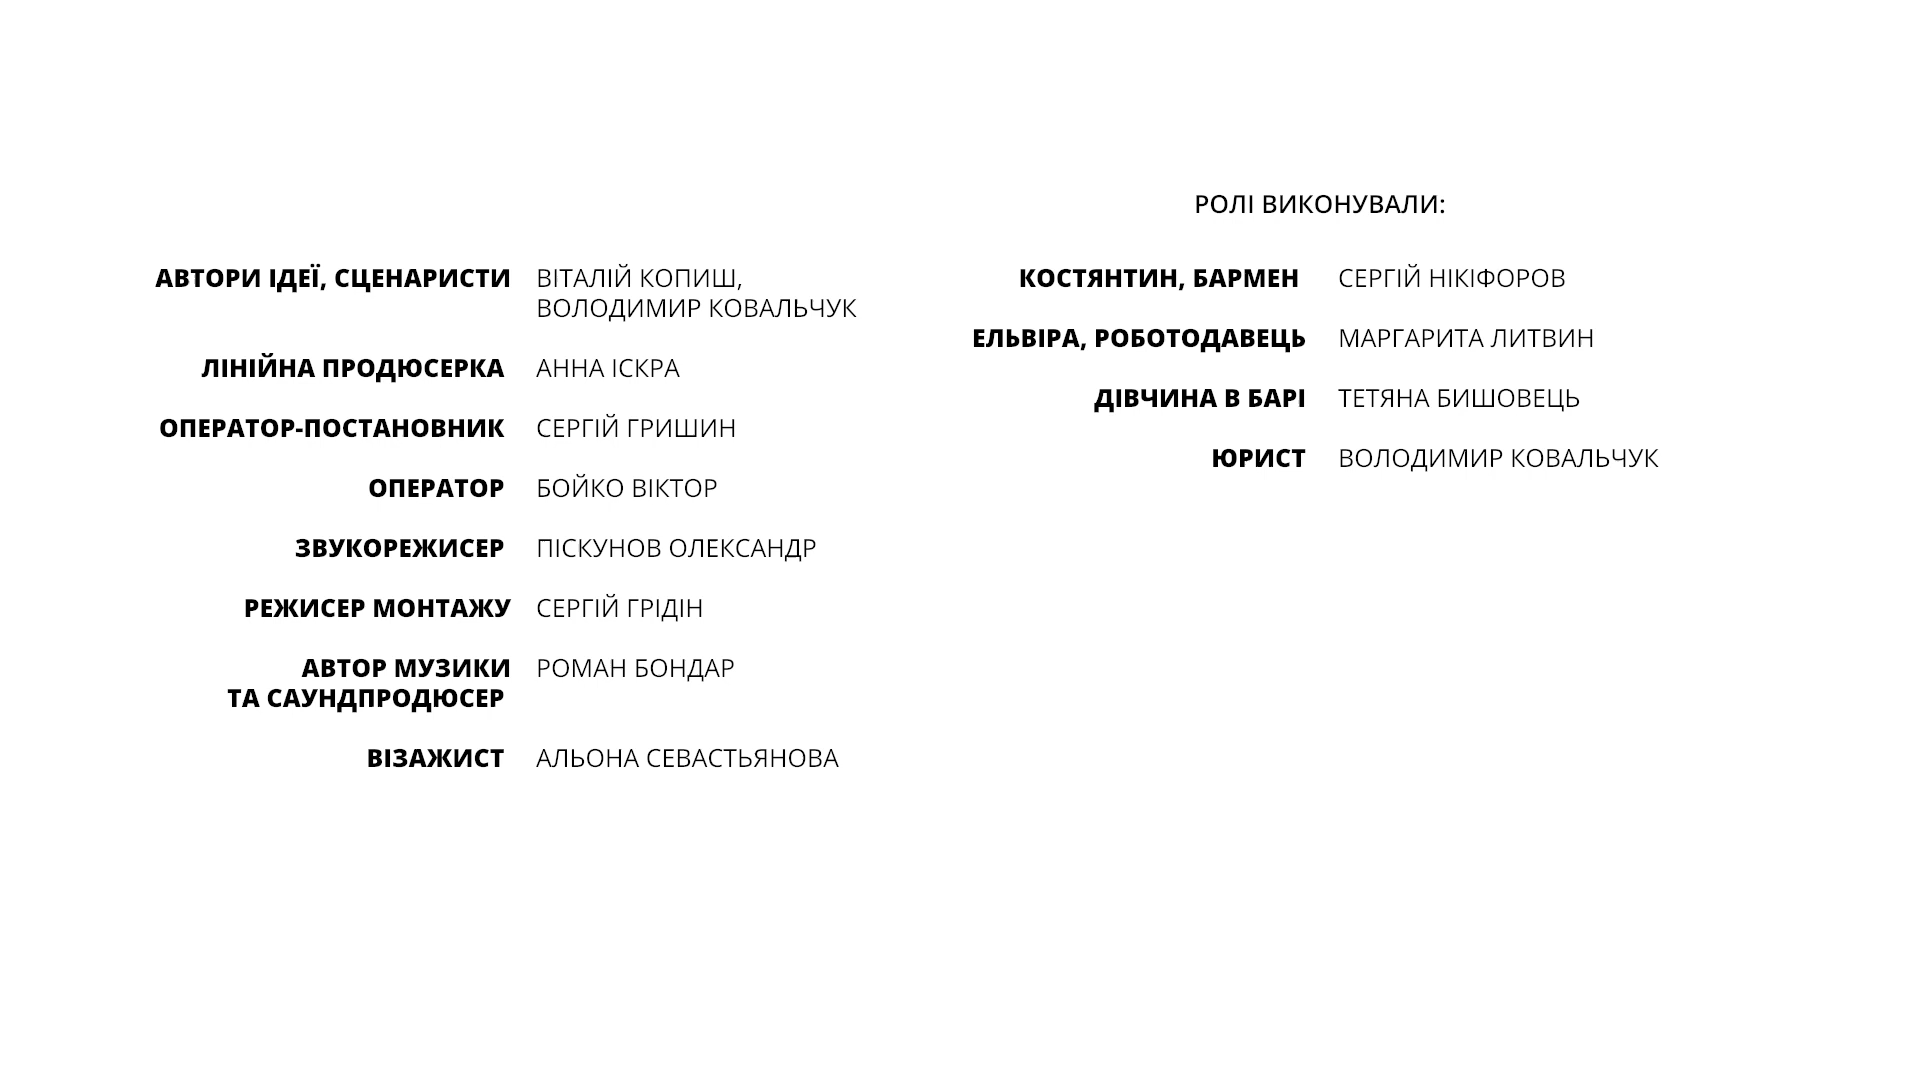 АВТОРИ ІДЕЇ, СЦЕНАРИСТИ ВІТАЛІЙ КОПИШ,
ВОЛОДИМИР КОВАЛЬЧУК
ЛІНІЙНА ПРОДЮСЕРКА АННА ІСКРА
ОПЕРАТОР-ПОСТАНОВНИК СЕРГІЙ ГРИШИН
ОПЕРАТОР БОЙКО ВІКТОР
ЗВУКОРЕЖИСЕР ПІСКУНОВ ОЛЕКСАНДР
РЕЖИСЕР МОНТАЖУ СЕРГІЙ ГРІДІН
АВТОР МУЗИКИ РОМАН БОНДАР
ТА САУНДПРОДЮСЕР
ВІЗАЖИСТ АЛЬОНА СЕВАСТЬЯНОВА
РОЛІ ВИКОНУВАЛИ:
КОСТЯНТИН, БАРМЕН СЕРГІЙ НІКІФОРОВ
ЕЛЬВІРА, РОБОТОДАВЕЦЬ МАРГАРИТА ЛИТВИН
ДІВЧИНА В БАРІ ТЕТЯНА БИШОВЕЦЬ
ЮРИСТ ВОЛОДИМИР КОВАЛЬЧУК